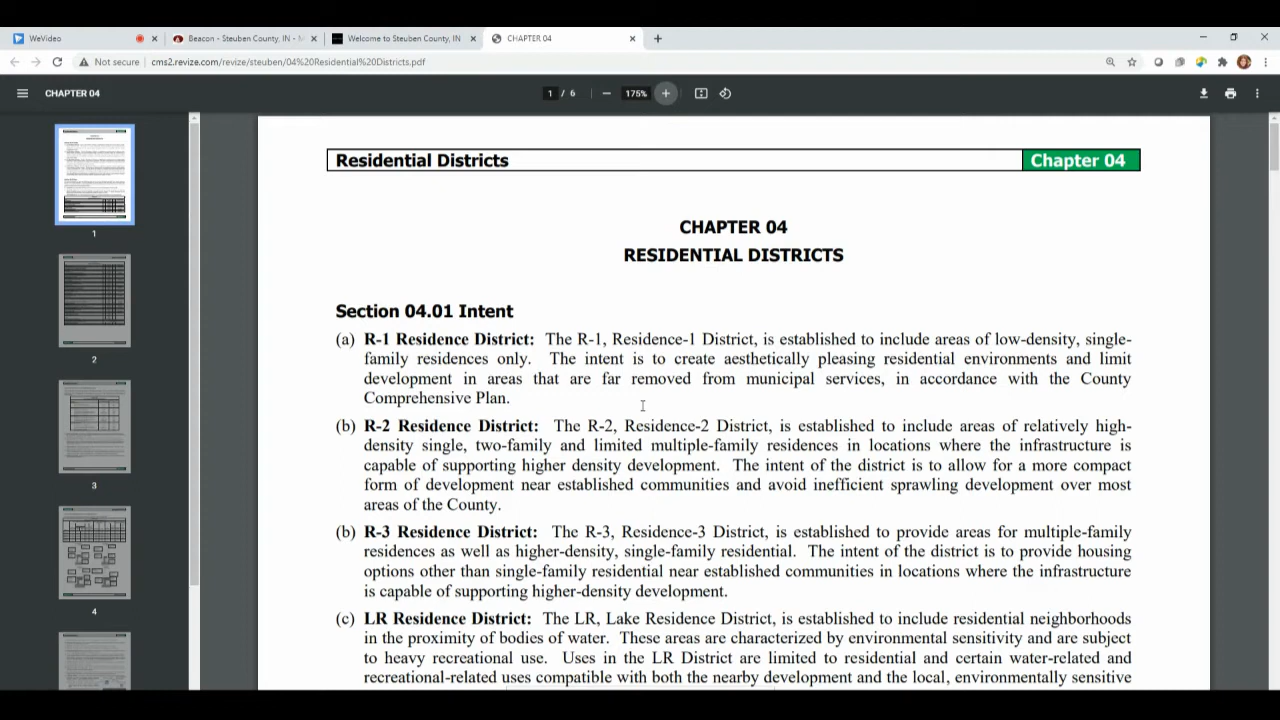 WeVideo
Beacon - Steuben County, IN - M
Welcome to Steuben County, IN
CHAPTER 04
Not secure
cms2.revize.com/revize/steuben/04%20Residential%20Districts.pdf
CHAPTER 04
1 / 6
175%
1
2
3
4
Residential Districts
Chapter 04
CHAPTER 04
RESIDENTIAL DISTRICTS
Section 04.01 Intent
(a) R-1 Residence District: The R-1, Residence-1 District, is established to include areas of low-density, single-
family residences only. The intent is to create aesthetically pleasing residential environments and limit
development in areas that are far removed from municipal services, in accordance with the County
Comprehensive Plan.
(b) R-2 Residence District: The R-2, Residence-2 District, is established to include areas of relatively high-
density single, two-family and limited multiple-family residences in locations where the infrastructure is
capable of supporting higher density development. The intent of the district is to allow for a more compact
form of development near established communities and avoid inefficient sprawling development over most
areas of the County.
(b) R-3 Residence District: The R-3, Residence-3 District, is established to provide areas for multiple-family
residences as well as higher-density, single-family residential. The intent of the district is to provide housing
options other than single-family residential near established communities in locations where the infrastructure
is capable of supporting higher-density development.
(c) LR Residence District: The LR, Lake Residence District, is established to include residential neighborhoods
in the proximity of bodies of water. These areas are characterized by environmental sensitivity and are subject
to heavy recreational use. Uses in the LR District are limited to residential and certain water-related and
recreational-related uses compatible with both the nearby development and the local, environmentally sensitive